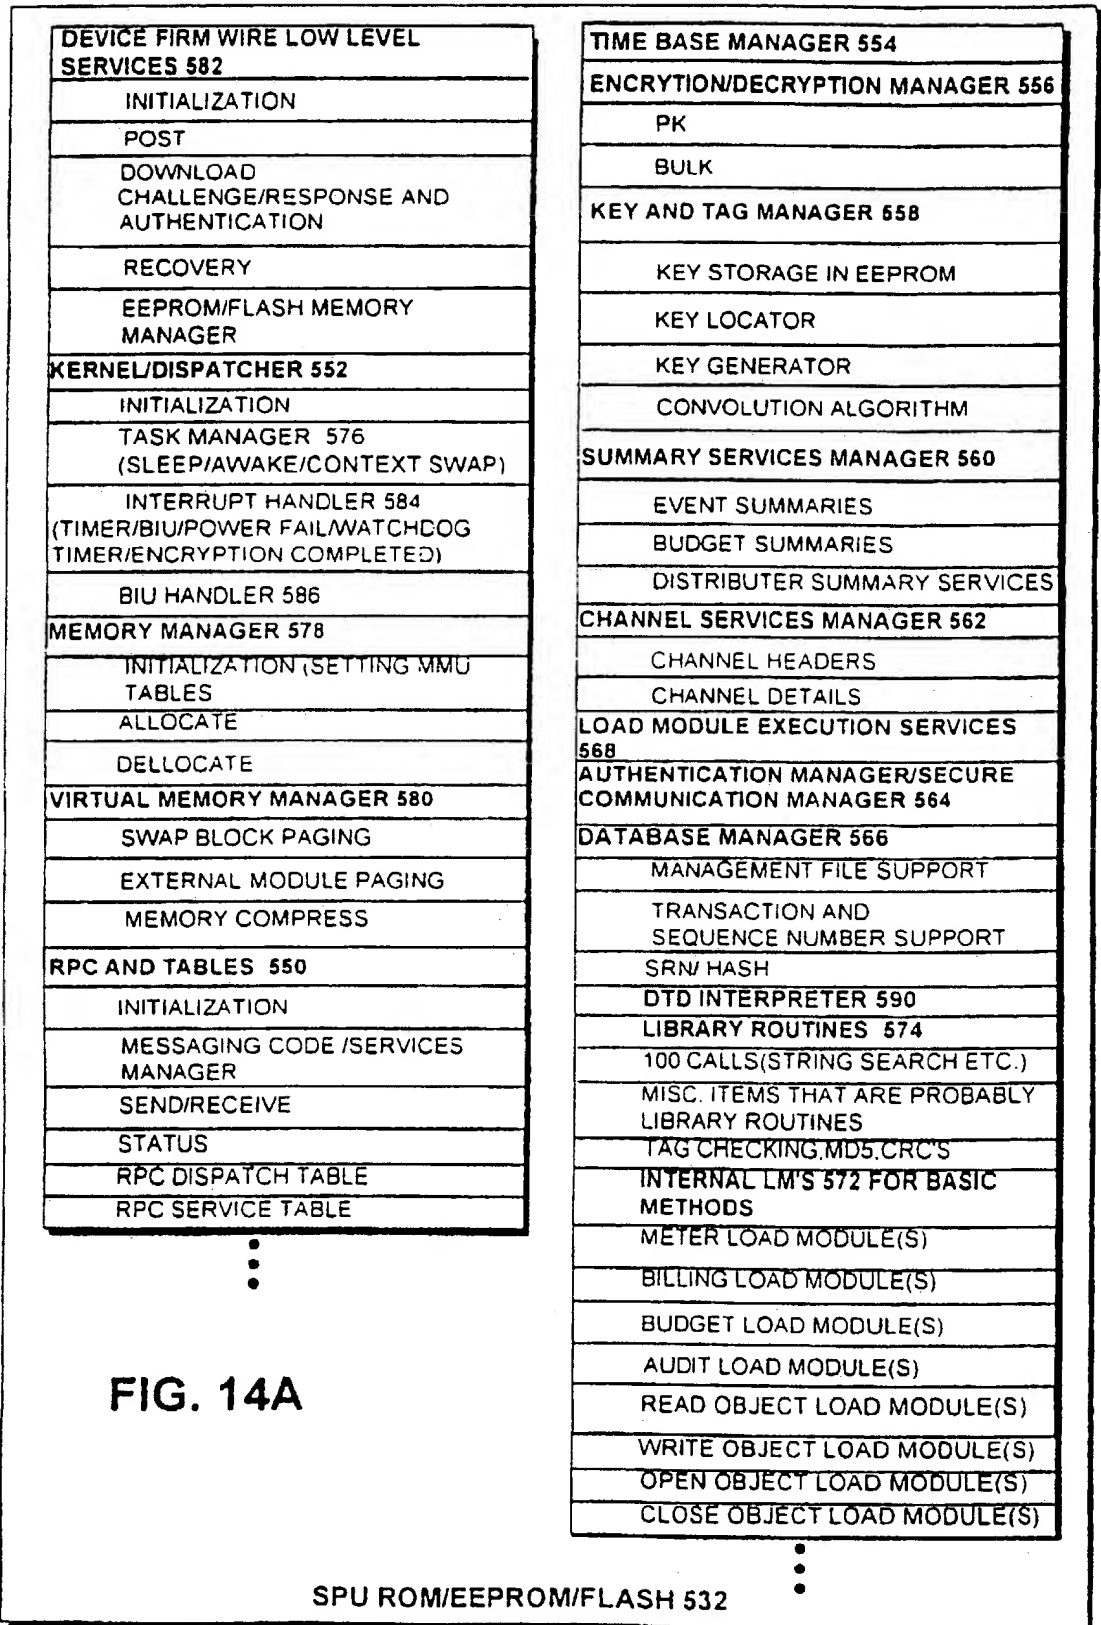 DEVICE FIRM WIRE LOW LEVEL
SERVICES 582
INITIALIZATION
POST
DOWNLOAD
CHALLENGE/RESPONSE AND
AUTHENTICATION
RECOVERY
EEPROM/FLASH MEMORY
MANAGER
KERNEL/DISPATCHER 552
INITIALIZATION
TASK MANAGER 576
(SLEEP/AWAKE/CONTEXT SWAP)
INTERRUPT HANDLER 584
(TIMER/BIU/POWER FAIL/WATCHDOG
TIMER/ENCRYPTION COMPLETED)
BIU HANDLER 586
MEMORY MANAGER 578
INITIALIZATION (SETTING MMU
TABLES
ALLOCATE
DELLOCATE
VIRTUAL MEMORY MANAGER 580
SWAP BLOCK PAGING
EXTERNAL MODULE PAGING
MEMORY COMPRESS
RPC AND TABLES 550
INITIALIZATION
MESSAGING CODE /SERVICES
MANAGER
SEND/RECEIVE
STATUS
RPC DISPATCH TABLE
RPC SERVICE TABLE
TIME BASE MANAGER 554
ENCRYTION/DECRYPTION MANAGER 556
PK
BULK
KEY AND TAG MANAGER 558
KEY STORAGE IN EEPROM
KEY LOCATOR
KEY GENERATOR
CONVOLUTION ALGORITHM
SUMMARY SERVICES MANAGER 560
EVENT SUMMARIES
BUDGET SUMMARIES
DISTRIBUTER SUMMARY SERVICES
CHANNEL SERVICES MANAGER 562
CHANNEL HEADERS
CHANNEL DETAILS
LOAD MODULE EXECUTION SERVICES
568
AUTHENTICATION MANAGER/SECURE
COMMUNICATION MANAGER 564
DATABASE MANAGER 566
MANAGEMENT FILE SUPPORT
TRANSACTION AND
SEQUENCE NUMBER SUPPORT
SRN/ HASH
DTD INTERPRETER 590
LIBRARY ROUTINES 574
100 CALLS(STRING SEARCH ETC.)
MISC. ITEMS THAT ARE PROBABLY
LIBRARY ROUTINES
TAG CHECKING,MD5,CRC'S
INTERNAL LM'S 572 FOR BASIC
METHODS
METER LOAD MODULE(S)
BILLING LOAD MODULE(S)
BUDGET LOAD MODULE(S)
AUDIT LOAD MODULE(S)
READ OBJECT LOAD MODULE(S)
WRITE OBJECT LOAD MODULE(S)
OPEN OBJECT LOAD MODULE(S)
CLOSE OBJECT LOAD MODULE(S)
FIG. 14A
SPU ROM/EEPROM/FLASH 532